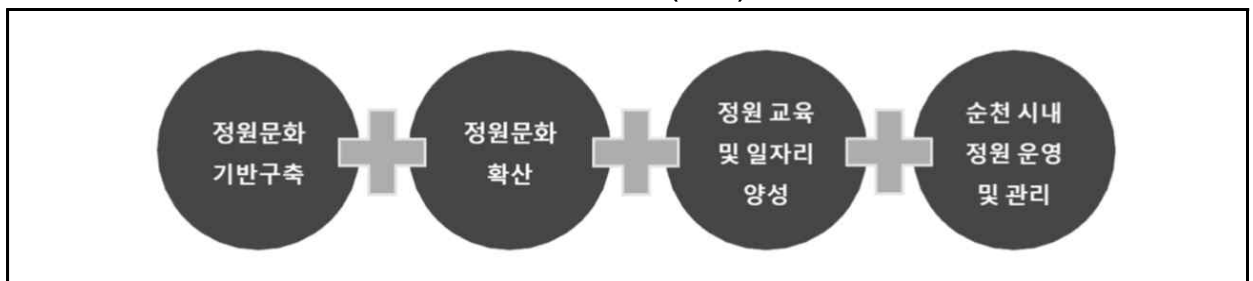 정원문화
기반구축
정원문화
확산
정원 교육
및 일자리
양성
순천 시내
정원 운영
및 관리